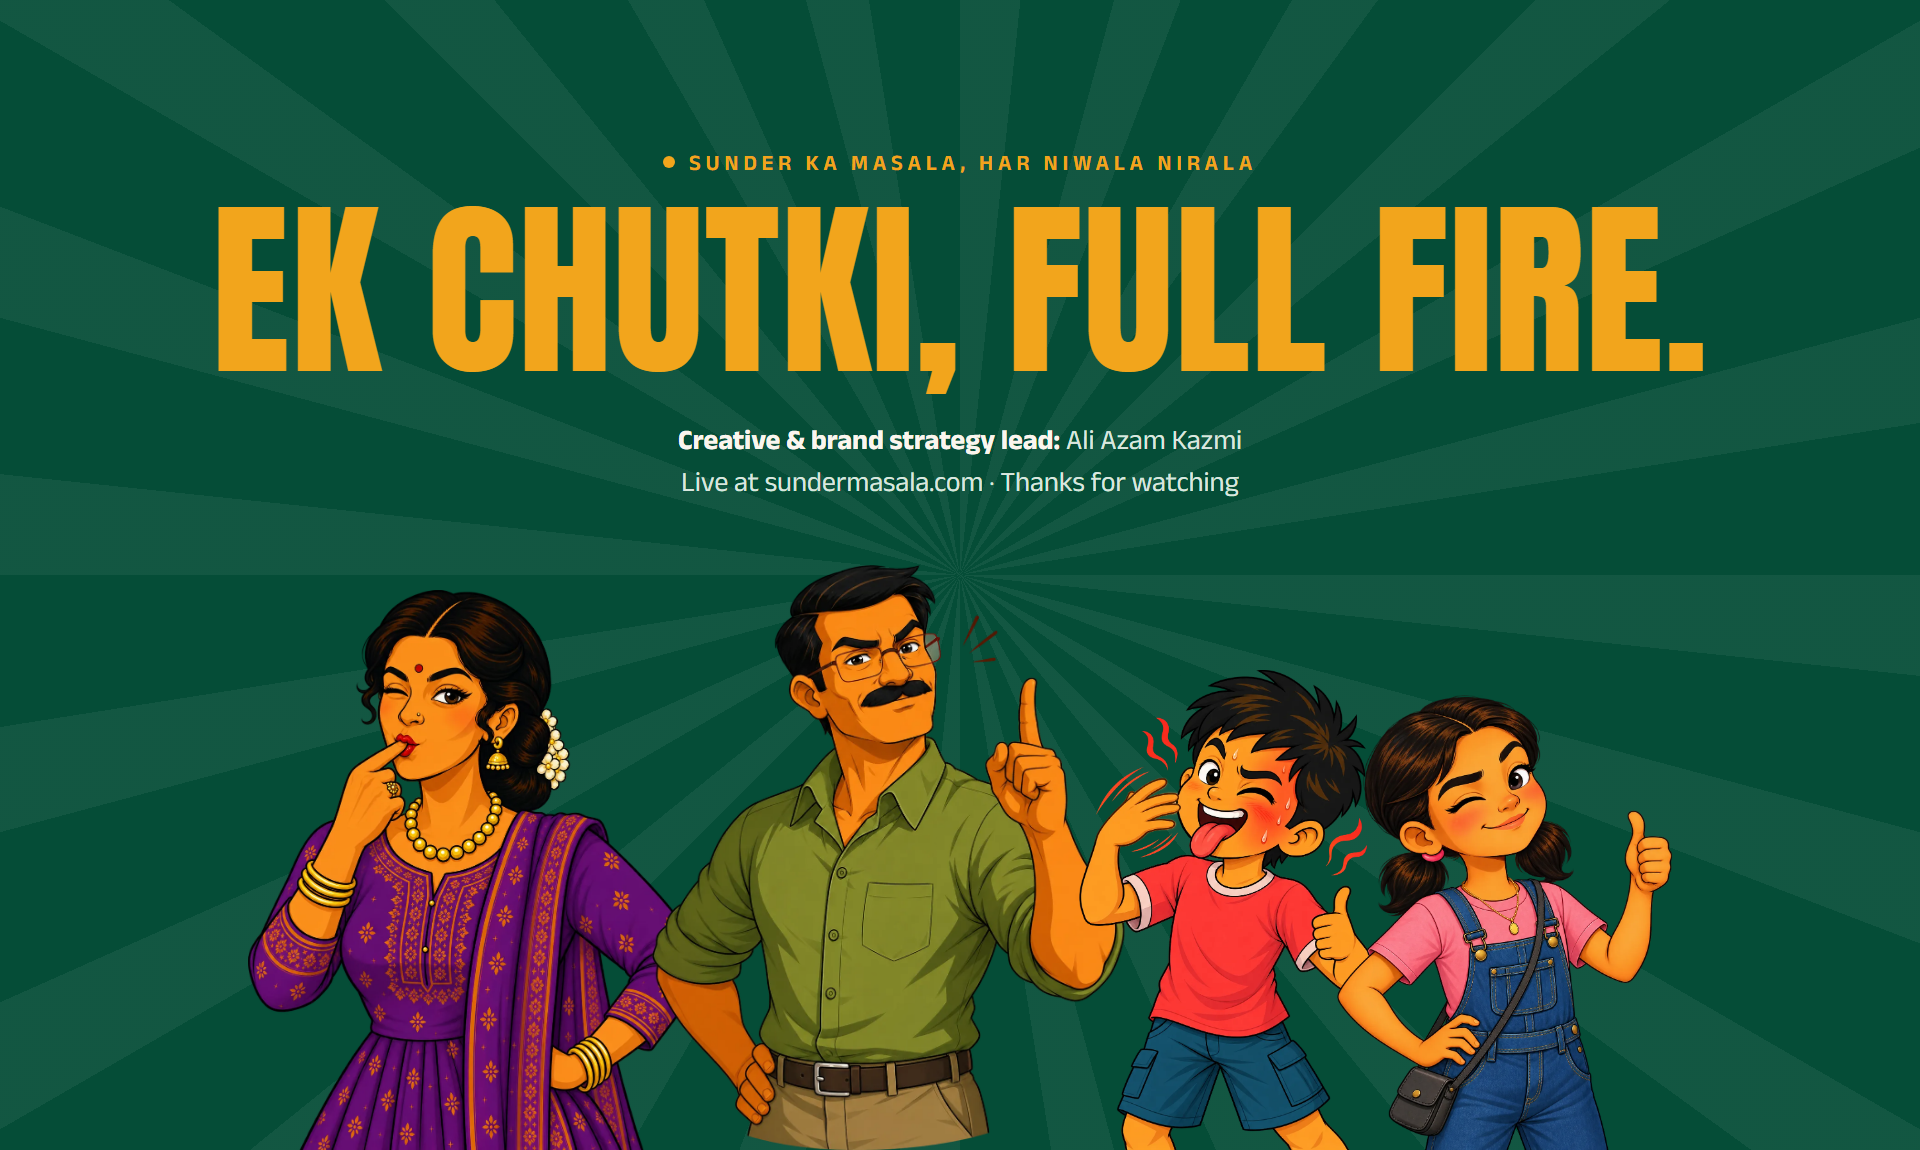 SUNDER KA MASALA, HAR NIWALA NIRALA
EK CHUTKI, FULL FIRE.
Creative & brand strategy lead: Ali Azam Kazmi
Live at sundermasala.com · Thanks for watching